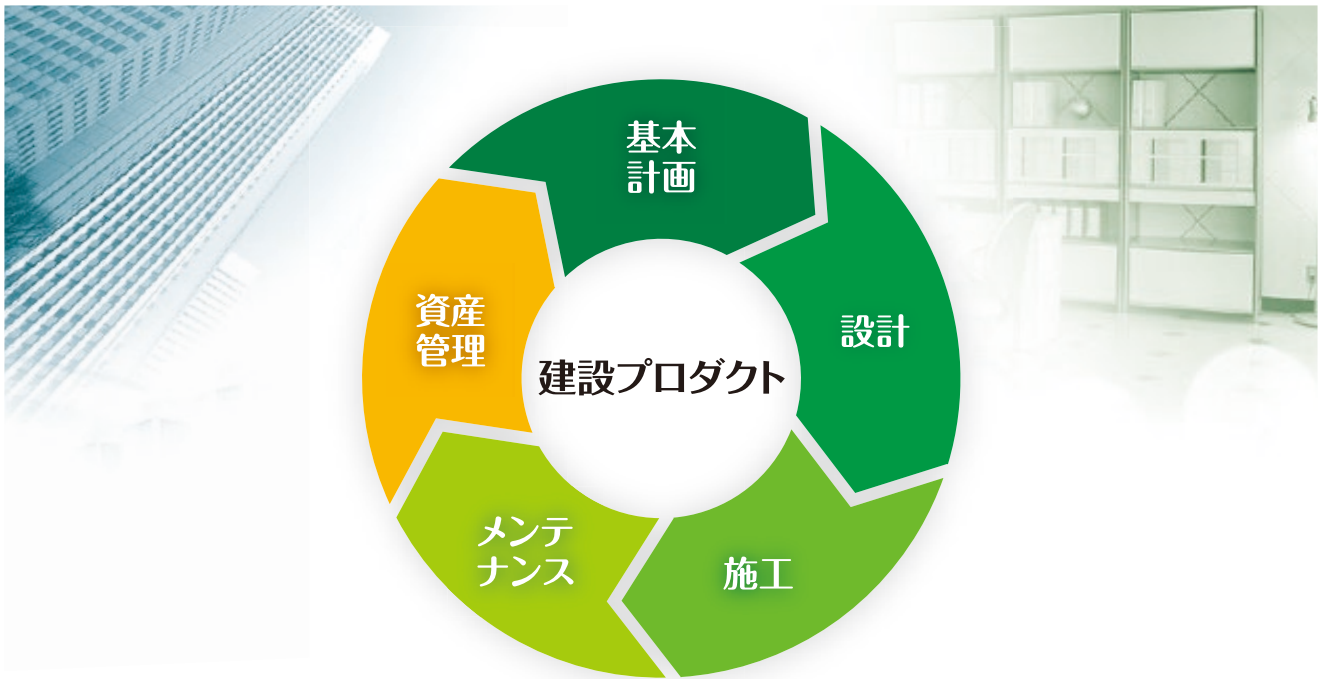 基本
計画
設計
施工
メンテ
ナンス
資産
管理
建設プロダクト